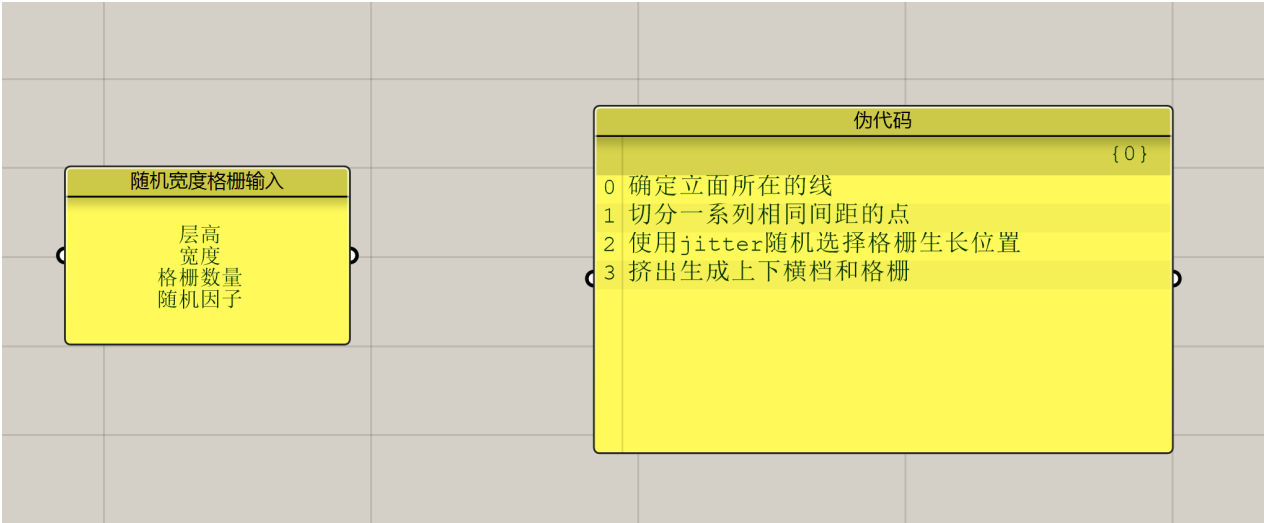 随机宽度格栅输入
层高
宽度
格栅数量
随机因子
伪代码
{0}
0 确定立面所在的线
1 切分一系列相同间距的点
2 使用jitter随机选择格栅生长位置
3 挤出生成上下横档和格栅